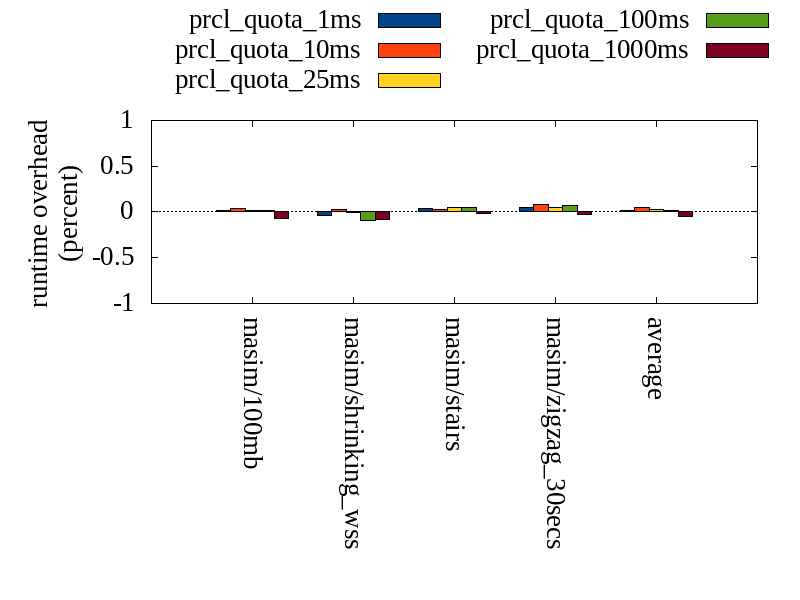 prcl_quota_1ms
prcl_quota_10ms
prcl_quota_25ms
prcl_quota_100ms
prcl_quota_1000ms
runtime overhead
(percent)
1
0.5
0
-0.5
-1
masim/100mb
masim/shrinking_wss
masim/stairs
masim/zigzag_30secs
average